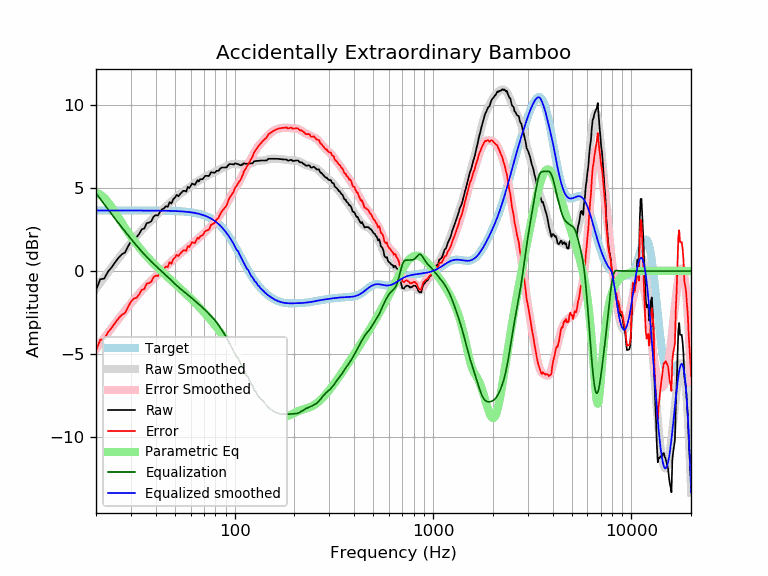 Accidentally Extraordinary Bamboo
Amplitude (dBr)
10
5
0
−5
−10
Target
Raw Smoothed
Error Smoothed
Raw
Error
Parametric Eq
Equalization
Equalized smoothed
100
1000
10000
Frequency (Hz)